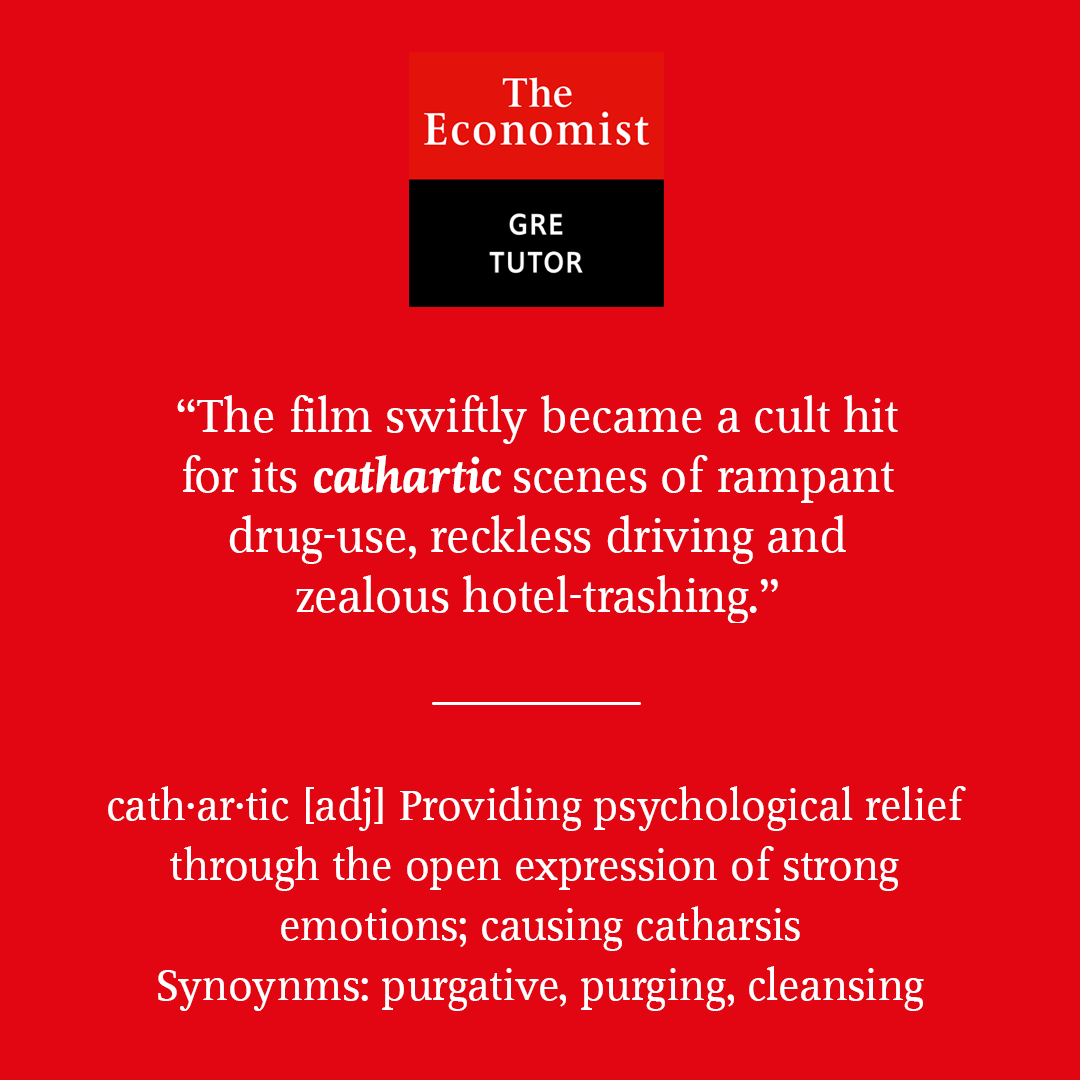 The
Economist
GRE
TUTOR
“The film swiftly became a cult hit
for its cathartic scenes of rampant
drug-use, reckless driving and
zealous hotel-trashing.”
cath·ar·tic [adj] Providing psychological relief
through the open expression of strong
emotions; causing catharsis
Synoynms: purgative, purging, cleansing